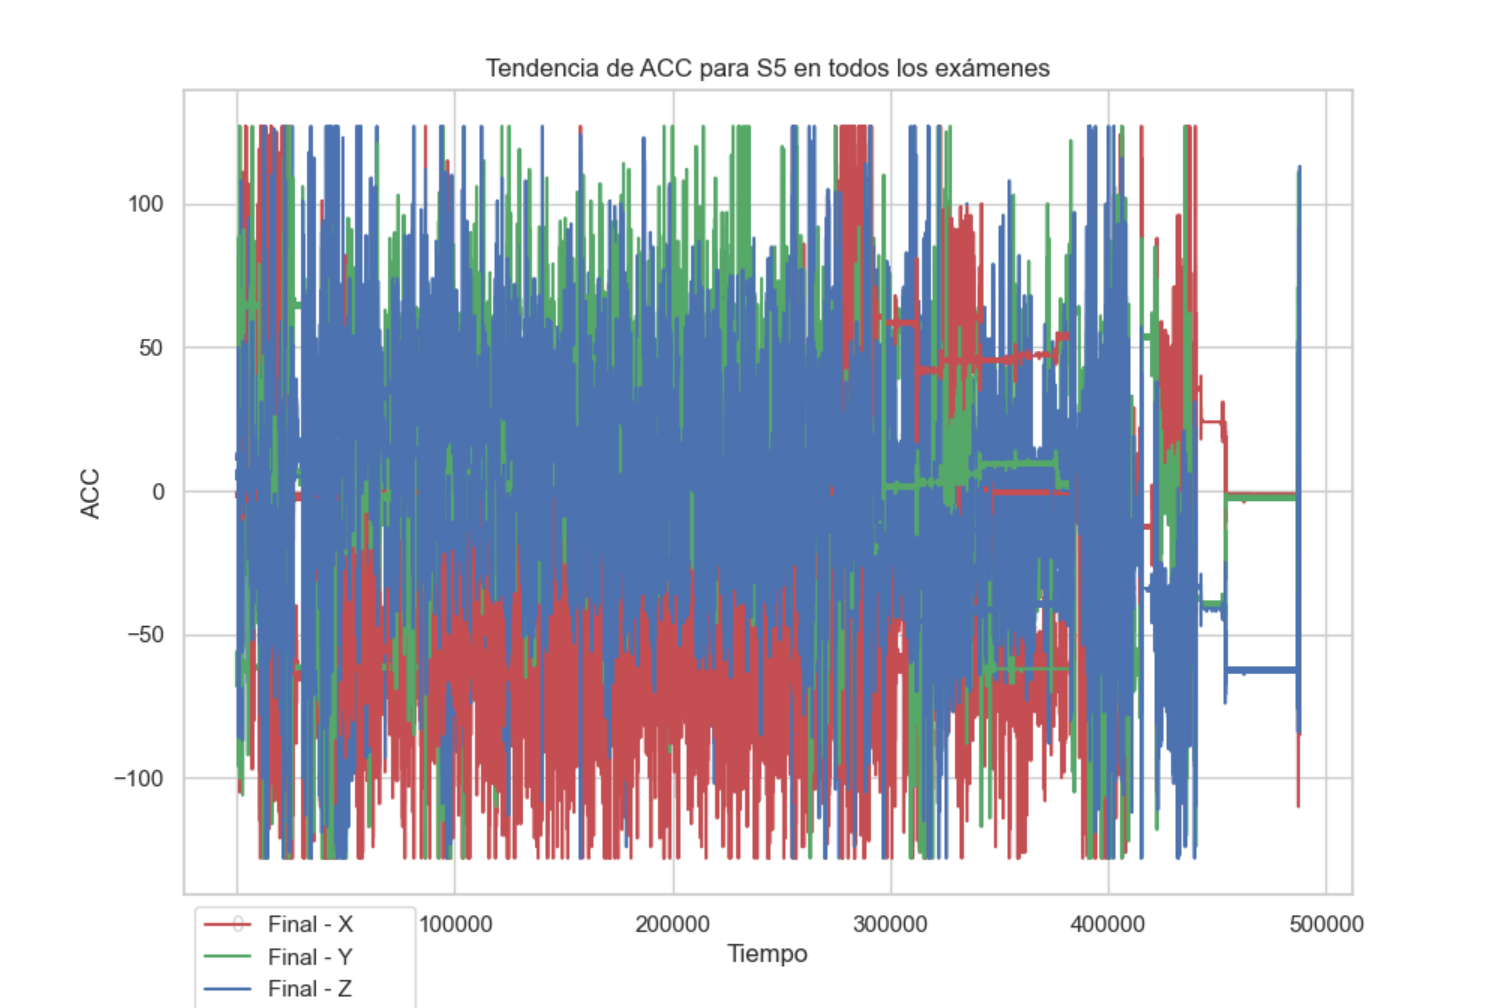 Tendencia de ACC para S5 en todos los exámenes
100
50
0
−50
−100
ACC
0
100000
200000
300000
400000
500000
Tiempo
Final - X
Final - Y
Final - Z